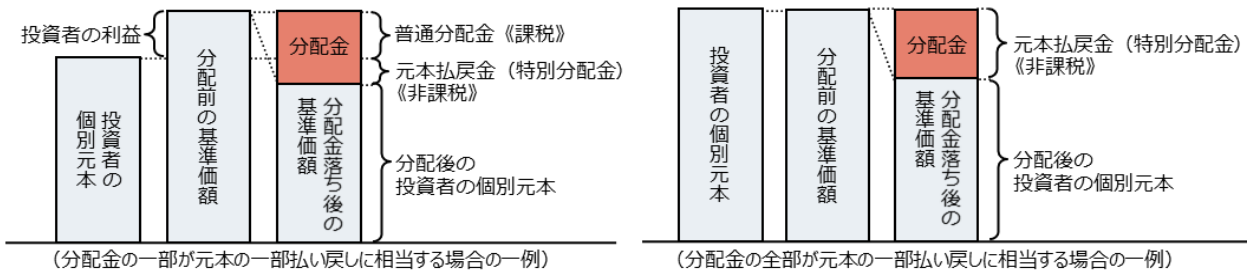 投資者の利益
投資者の
個別元本
分配前の基準価額
分配金
分配金落ち後の
基準価額
普通分配金《課税》
元本払戻金（特別分配金）
《非課税》
分配後の
投資者の個別元本
（分配金の一部が元本の一部払い戻しに相当する場合の一例）
投資者の個別元本
分配前の基準価額
分配金
分配金落ち後の
基準価額
元本払戻金（特別分配金）
《非課税》
分配後の
投資者の個別元本
（分配金の全部が元本の一部払い戻しに相当する場合の一例）